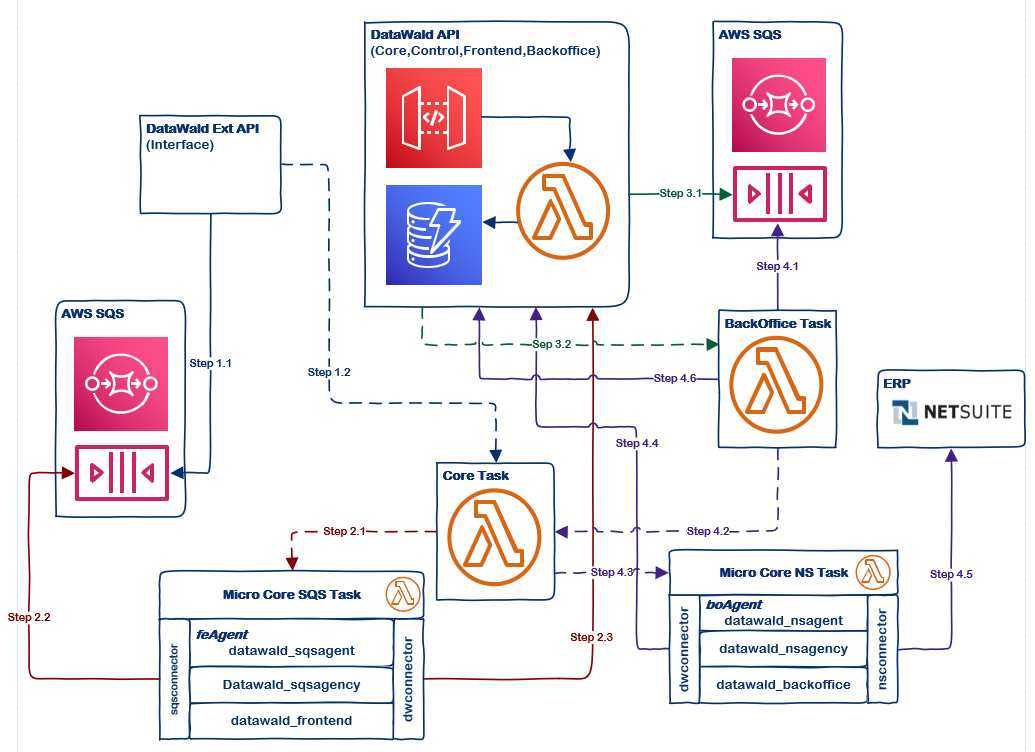 DataWald API
(Core,Control,Frontend,Backoffice)
AWS SQS
DataWald Ext API
(Interface)
Step 3.1
Step 4.1
AWS SQS
BackOffice Task
Sep 3.2
Step 1.1
Step 1.2
Step 4.6
ERP
NETSUITE
Step 4.4
Core Task
Step 2.1
Step 4.2
Step 4.3
Micro Core NS Task
Step 4.5
Micro Core SQS Task
Step 2.2
Step 2.3
sqsconnector
feAgent
datawald_sqsagent
Datawald_sqsagency
datawald_frontend
dwconnector
dwconnector
boAgent
datawald_nsagent
datawald_nsagency
datawald_backoffice
nsconnector